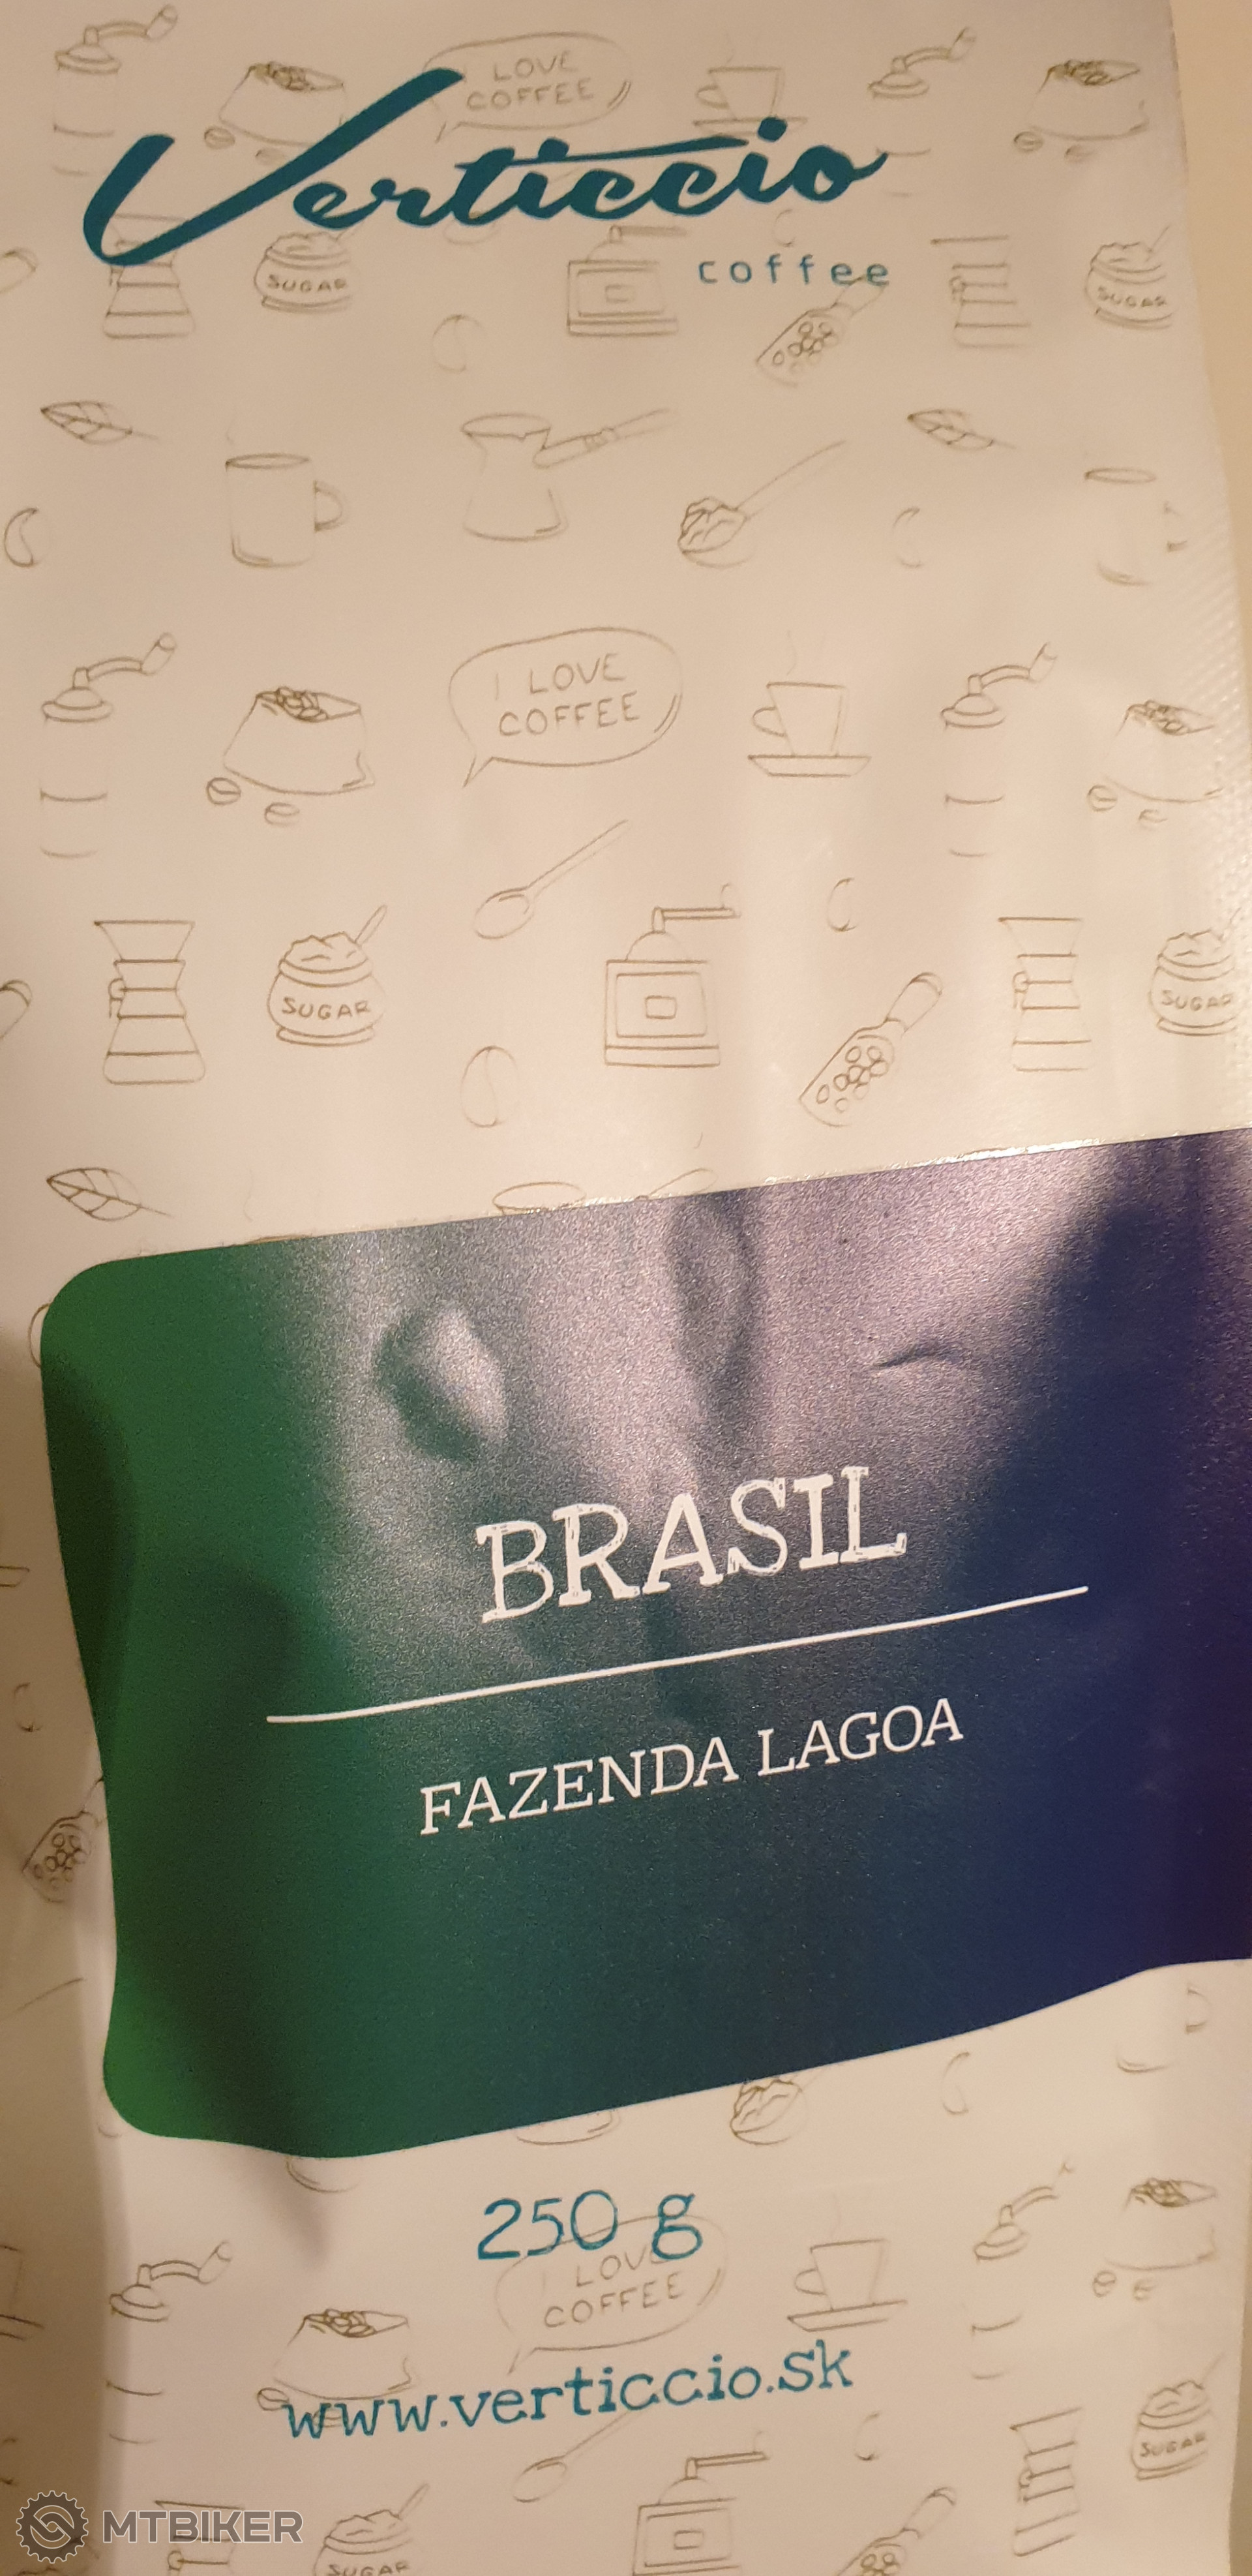 I LOVE
COFFEE
Verticcio
coffee
SUGAR
SUGAR
I LOVE
COFFEE
SUGAR
SUGAR
BRASIL
FAZENDA LAGOA
250 g
I LOVE
COFFEE
www.verticcio.sk
SUGAR
MTBIKER
SUGAR